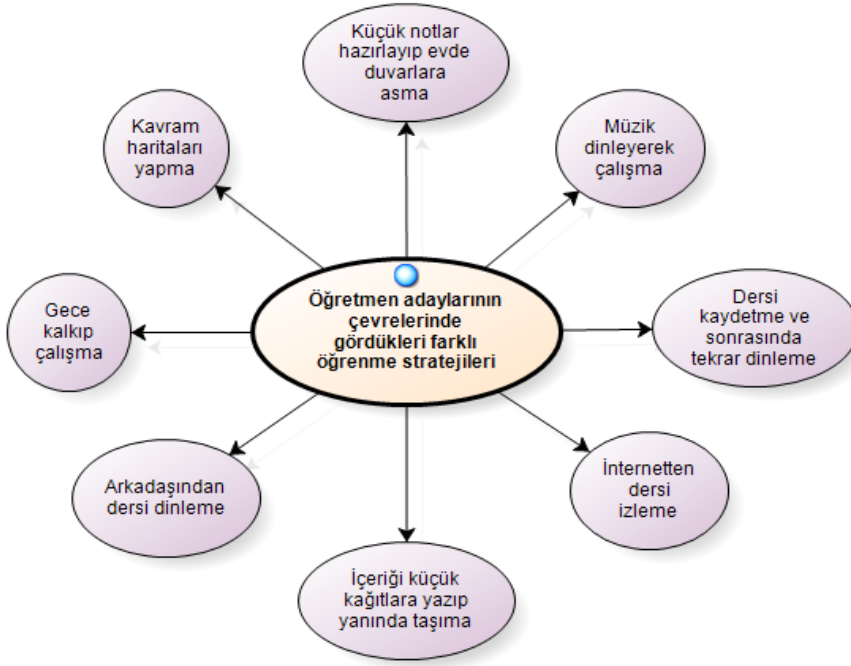 Küçük notlar
hazırlayıp evde
duvarlara
asma
Kavram
haritaları
yapma
Müzik
dinleyerek
çalışma
Gece
kalkıp
çalışma
Öğretmen adaylarının
çevrelerinde
gördükleri farklı
öğrenme stratejileri
Dersi
kaydetme ve
sonrasında
tekrar dinleme
Arkadaşından
dersi dinleme
İnternetten
dersi
izleme
İçeriği küçük
kağıtlara yazıp
yanında taşıma